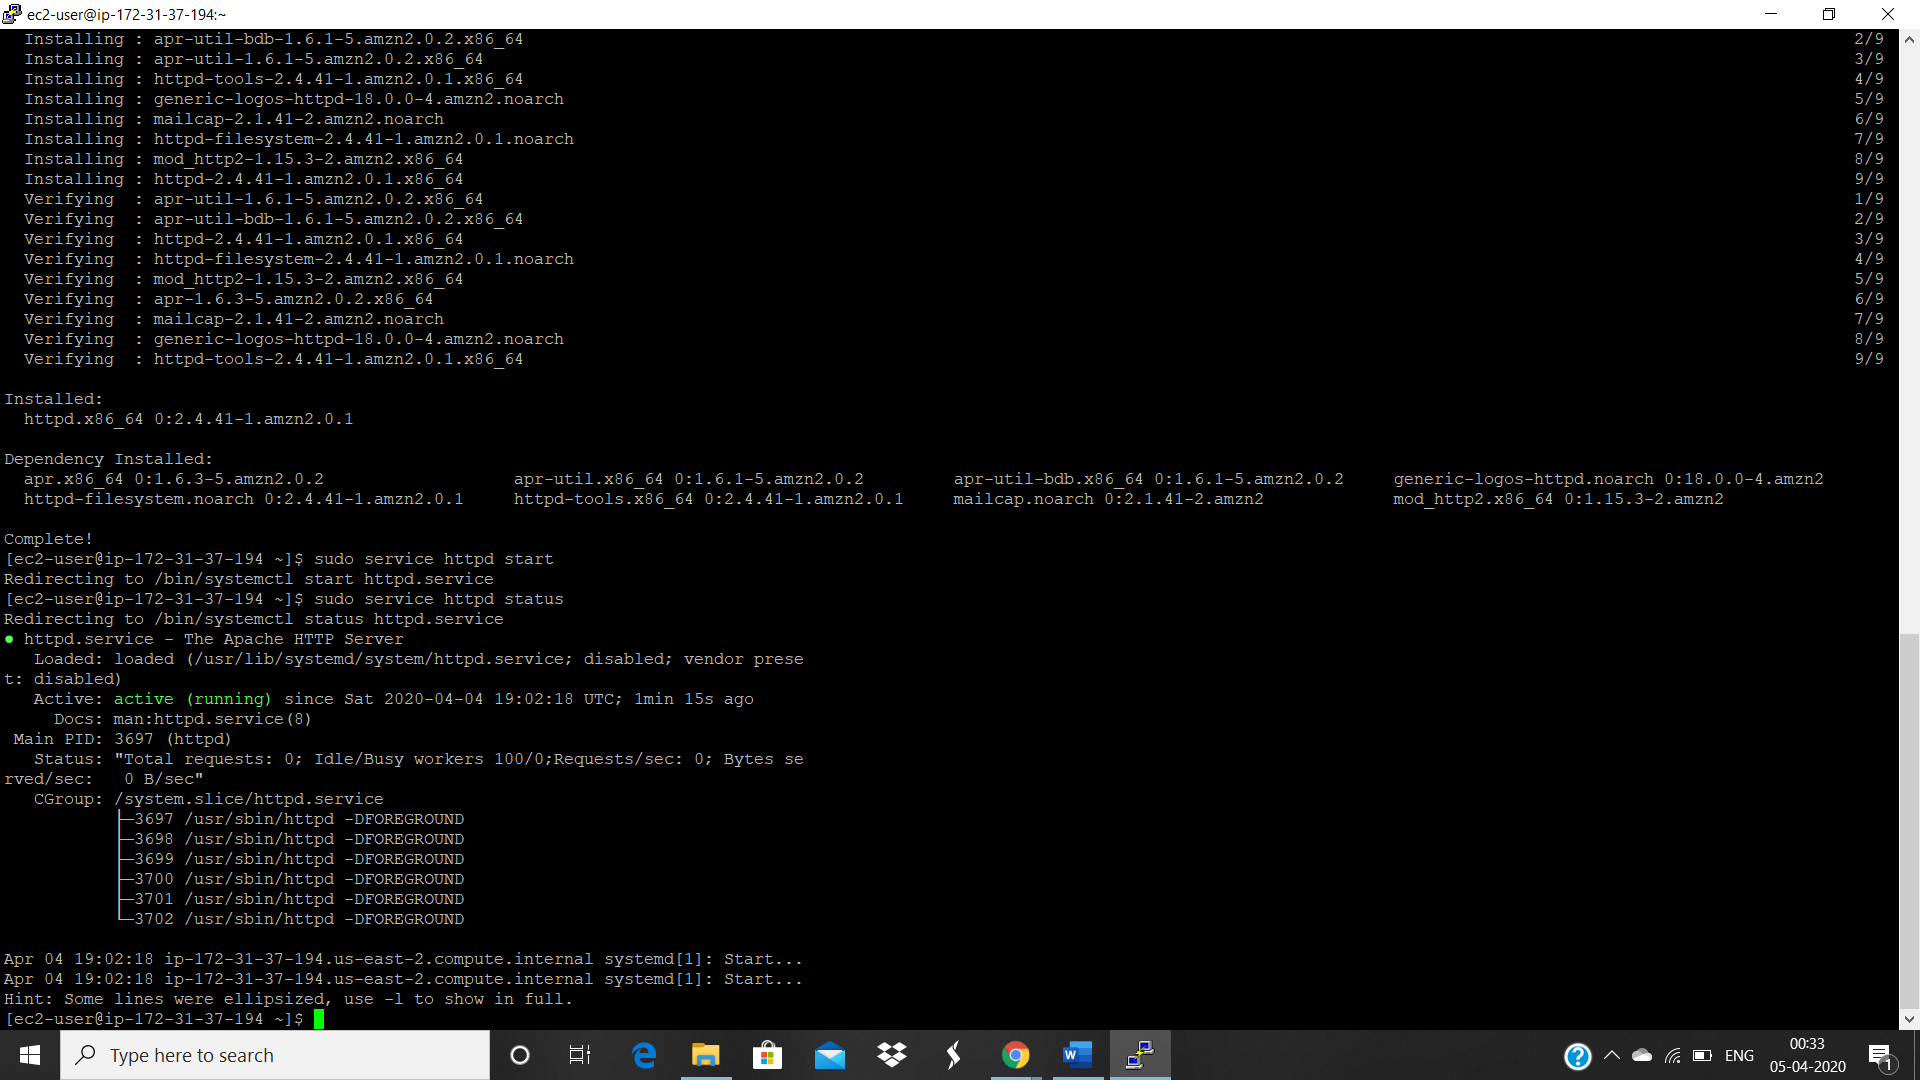 ec2-user@ip-172-31-37-194:~
Installing : apr-util-bdb-1.6.1-5.amzn2.0.2.x86_64 2/9
Installing : apr-util-1.6.1-5.amzn2.0.2.x86_64 3/9
Installing : httpd-tools-2.4.41-1.amzn2.0.1.x86_64 4/9
Installing : generic-logos-httpd-18.0.0-4.amzn2.noarch 5/9
Installing : mailcap-2.1.41-2.amzn2.noarch 6/9
Installing : httpd-filesystem-2.4.41-1.amzn2.0.1.noarch 7/9
Installing : mod_http2-1.15.3-2.amzn2.x86_64 8/9
Installing : httpd-2.4.41-1.amzn2.0.1.x86_64 9/9
Verifying  : apr-util-1.6.1-5.amzn2.0.2.x86_64 1/9
Verifying  : apr-util-bdb-1.6.1-5.amzn2.0.2.x86_64 2/9
Verifying  : httpd-2.4.41-1.amzn2.0.1.x86_64 3/9
Verifying  : httpd-filesystem-2.4.41-1.amzn2.0.1.noarch 4/9
Verifying  : mod_http2-1.15.3-2.amzn2.x86_64 5/9
Verifying  : apr-1.6.3-5.amzn2.0.2.x86_64 6/9
Verifying  : mailcap-2.1.41-2.amzn2.noarch 7/9
Verifying  : generic-logos-httpd-18.0.0-4.amzn2.noarch 8/9
Verifying  : httpd-tools-2.4.41-1.amzn2.0.1.x86_64 9/9
Installed:
httpd.x86_64 0:2.4.41-1.amzn2.0.1
Dependency Installed:
apr.x86_64 0:1.6.3-5.amzn2.0.2 apr-util.x86_64 0:1.6.1-5.amzn2.0.2 apr-util-bdb.x86_64 0:1.6.1-5.amzn2.0.2 generic-logos-httpd.noarch 0:18.0.0-4.amzn2
httpd-filesystem.noarch 0:2.4.41-1.amzn2.0.1 httpd-tools.x86_64 0:2.4.41-1.amzn2.0.1 mailcap.noarch 0:2.1.41-2.amzn2 mod_http2.x86_64 0:1.15.3-2.amzn2
Complete!
[ec2-user@ip-172-31-37-194 ~]$ sudo service httpd start
Redirecting to /bin/systemctl start httpd.service
[ec2-user@ip-172-31-37-194 ~]$ sudo service httpd status
Redirecting to /bin/systemctl status httpd.service
● httpd.service - The Apache HTTP Server
Loaded: loaded (/usr/lib/systemd/system/httpd.service; disabled; vendor prese
t: disabled)
Active: active (running) since Sat 2020-04-04 19:02:18 UTC; 1min 15s ago
Docs: man:httpd.service(8)
Main PID: 3697 (httpd)
Status: "Total requests: 0; Idle/Busy workers 100/0;Requests/sec: 0; Bytes se
rved/sec:   0 B/sec"
CGroup: /system.slice/httpd.service
├─3697 /usr/sbin/httpd -DFOREGROUND
├─3698 /usr/sbin/httpd -DFOREGROUND
├─3699 /usr/sbin/httpd -DFOREGROUND
├─3700 /usr/sbin/httpd -DFOREGROUND
├─3701 /usr/sbin/httpd -DFOREGROUND
└─3702 /usr/sbin/httpd -DFOREGROUND
Apr 04 19:02:18 ip-172-31-37-194.us-east-2.compute.internal systemd[1]: Start...
Apr 04 19:02:18 ip-172-31-37-194.us-east-2.compute.internal systemd[1]: Start...
Hint: Some lines were ellipsized, use -l to show in full.
[ec2-user@ip-172-31-37-194 ~]$
Type here to search
ENG
00:33
05-04-2020
1